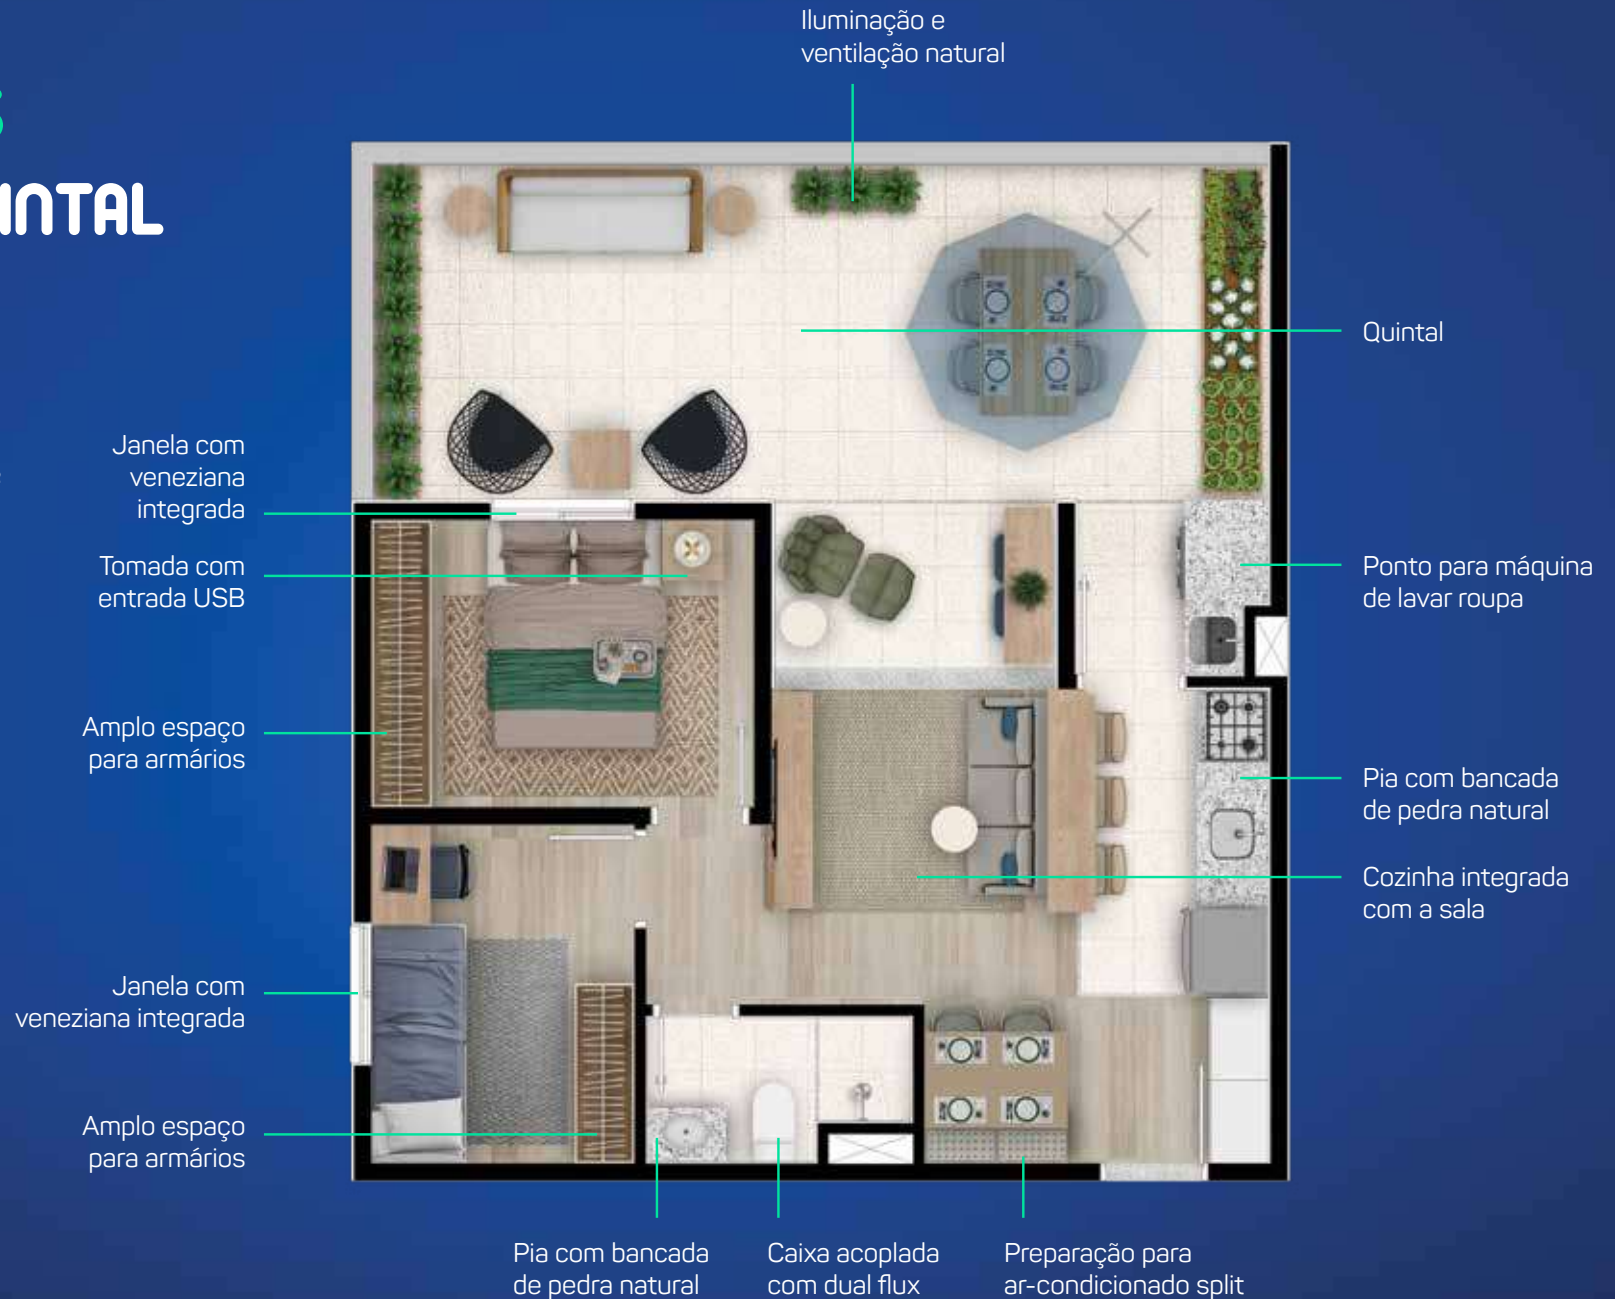 Iluminação e
ventilação natural
Quintal
Janela com
veneziana
integrada
Tomada com
entrada USB
Ponto para máquina
de lavar roupa
Amplo espaço
para armários
Pia com bancada
de pedra natural
Cozinha integrada
com a sala
Janela com
veneziana integrada
Amplo espaço
para armários
Pia com bancada
de pedra natural
Caixa acoplada
com dual flux
Preparação para
ar-condicionado split